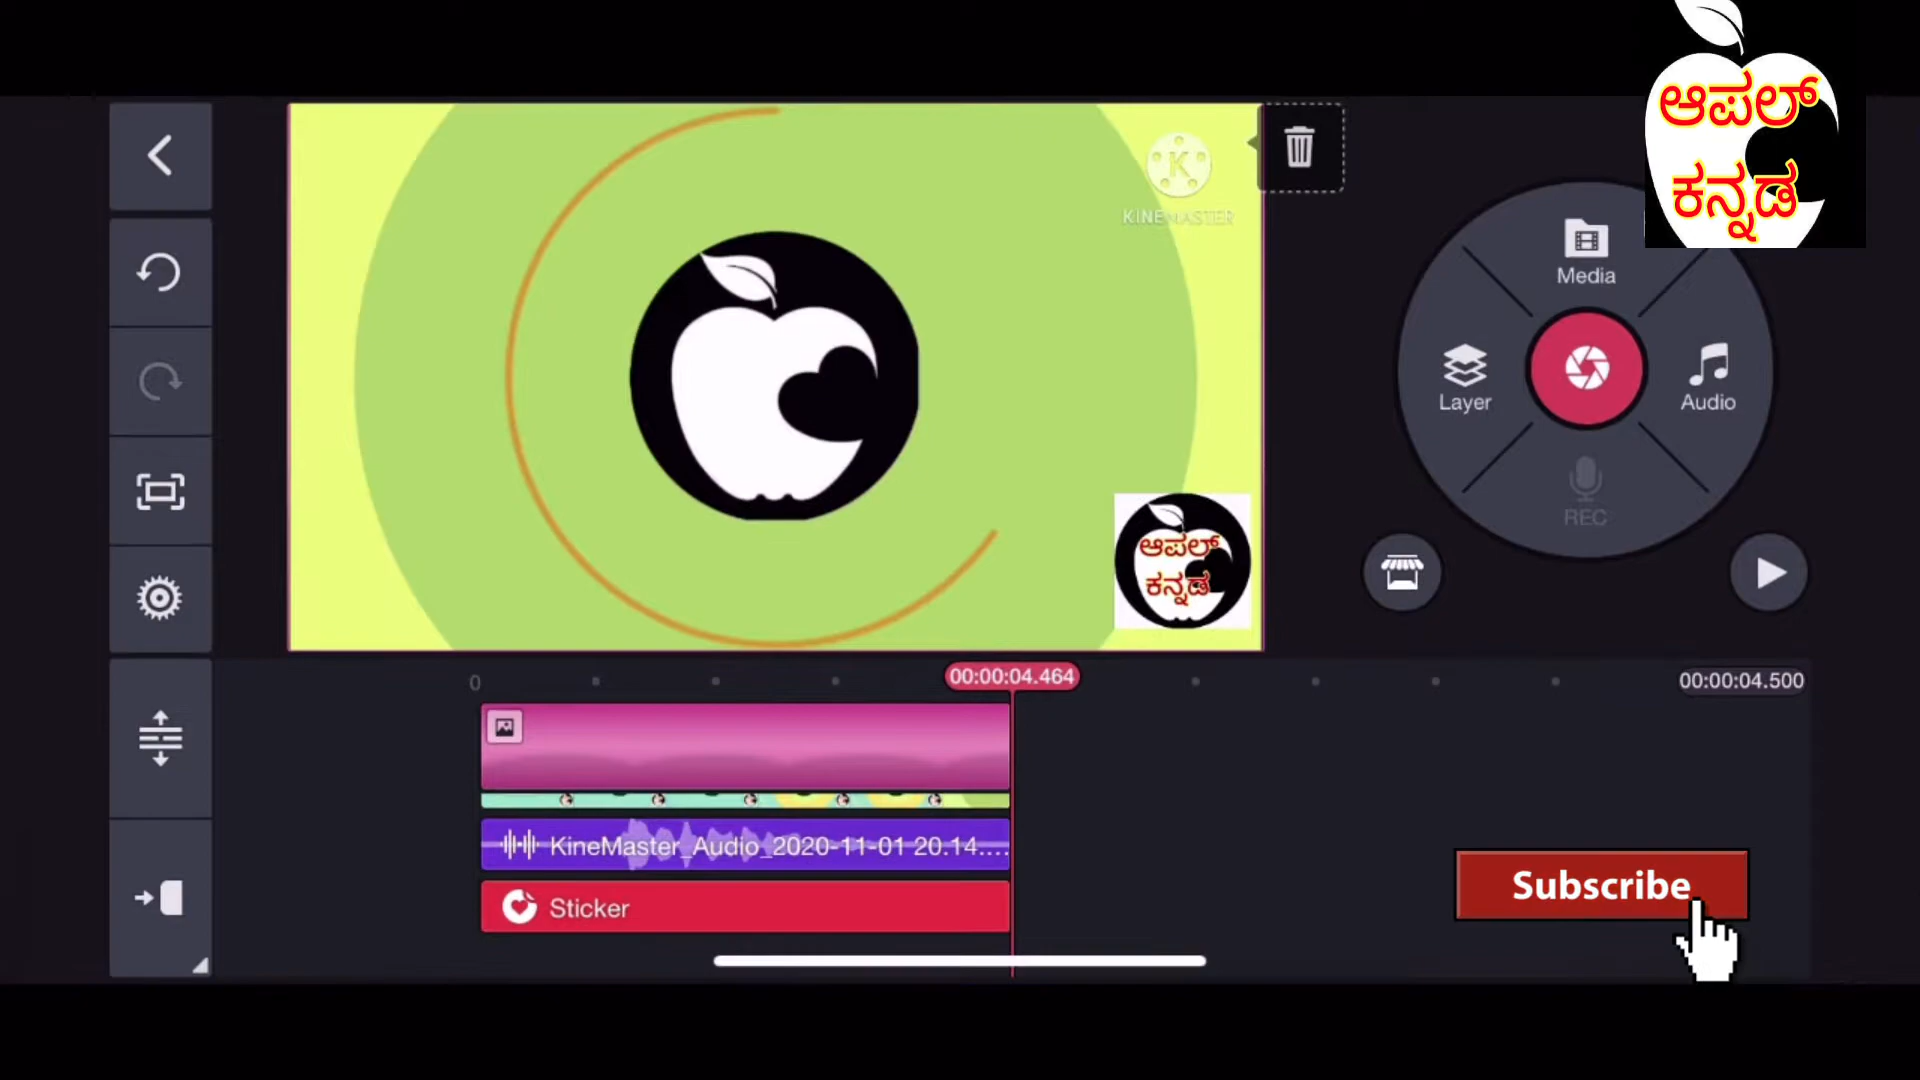 ಆಪಲ್
ಕನ್ನಡ
K
KINEMASTER
Media
Layer
Audio
REC
ಆಪಲ್
ಕನ್ನಡ
0
00:00:04.464
00:00:04.500
KineMaster_Audio_2020-11-01 20.14....
Sticker
Subscribe